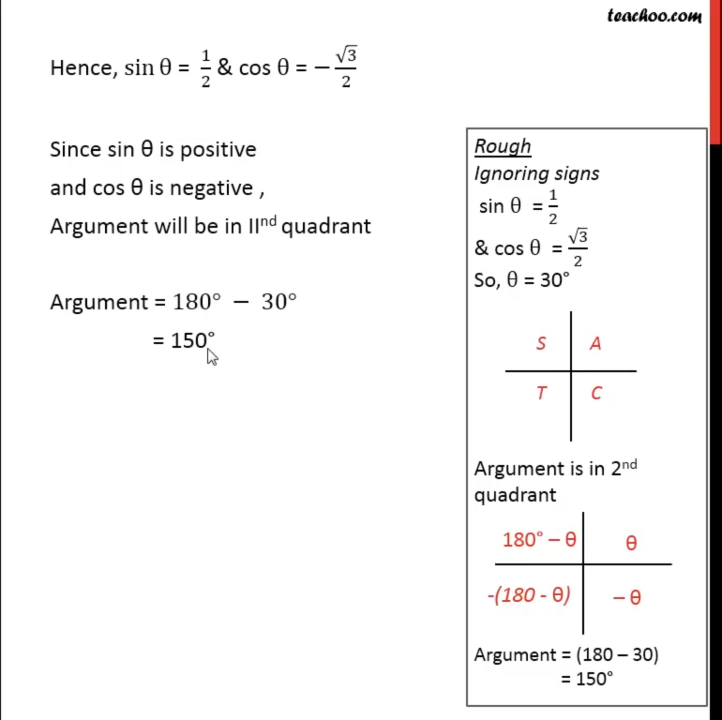 teachoo.com
Hence, sin θ = 1/2 & cos θ = −√3/2
Since sin θ is positive
and cos θ is negative ,
Argument will be in IInd quadrant
Argument = 180° − 30°
= 150°
Rough
Ignoring signs
sin θ = 1/2
& cos θ = √3/2
So, θ = 30°
S A
T C
Argument is in 2nd
quadrant
180° – θ θ
-(180 - θ) – θ
Argument = (180 – 30)
= 150°